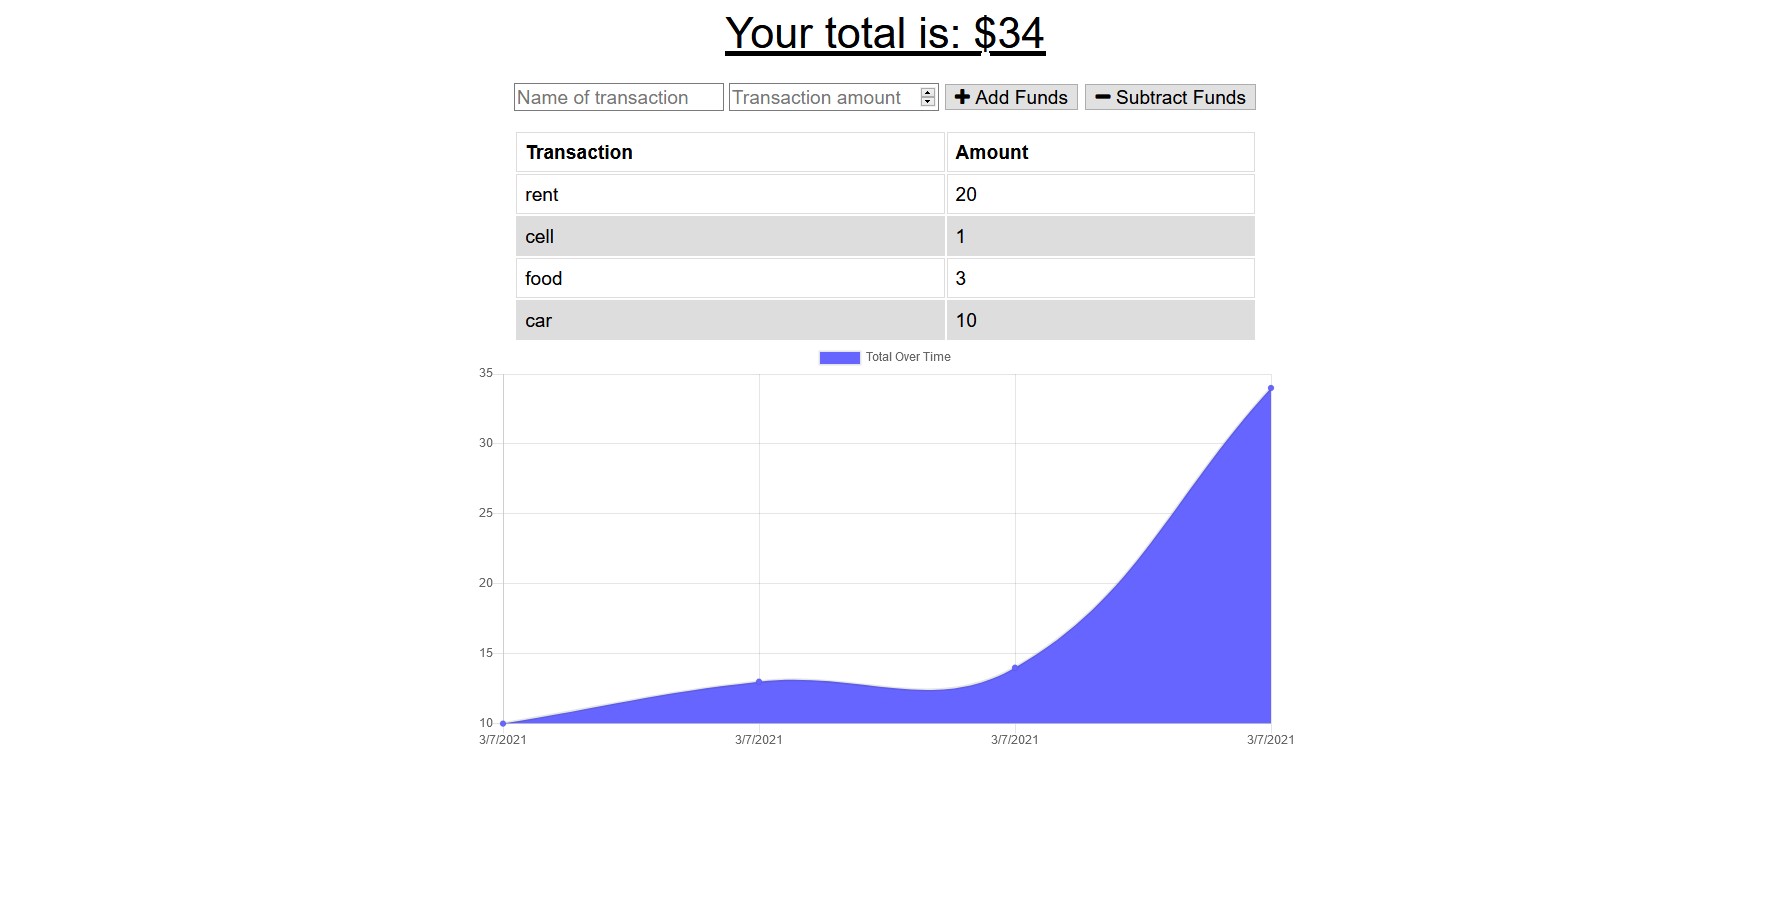 Your total is: $34
Name of transaction Transaction amount Add Funds Subtract Funds
Transaction Amount
rent 20
cell 1
food 3
car 10
Total Over Time
35
30
25
20
15
10
3/7/2021 3/7/2021 3/7/2021 3/7/2021